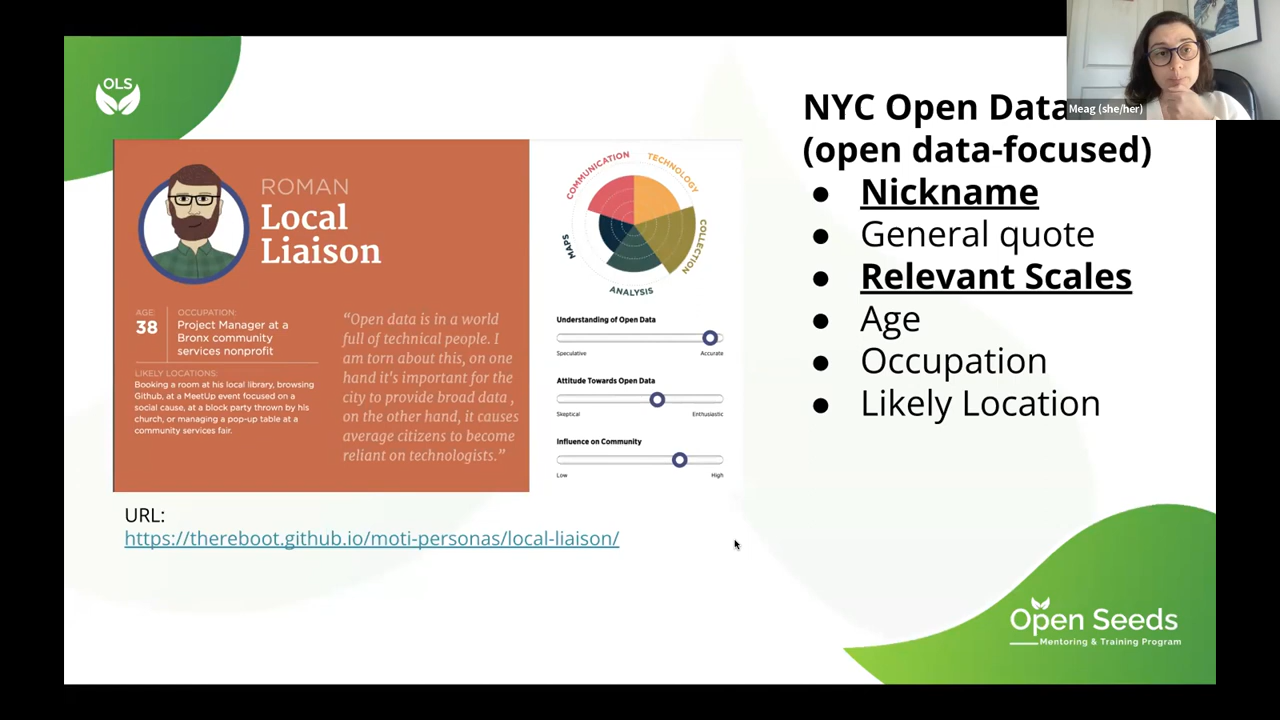 OLS
Meag (she/her)
NYC Open Data
(open data-focused)
● Nickname
● General quote
● Relevant Scales
● Age
● Occupation
● Likely Location
ROMAN
Local
Liaison
AGE:
38
OCCUPATION:
Project Manager at a
Bronx community
services nonprofit
LIKELY LOCATIONS:
Booking a room at his local library, browsing
Github, at a MeetUp event focused on a
social cause, at a block party thrown by his
church, or managing a pop-up table at a
community services fair.
“Open data is in a world
full of technical people. I
am torn about this, on one
hand it's important for the
city to provide broad data ,
on the other hand, it causes
average citizens to become
reliant on technologists.”
COMMUNICATION
TECHNOLOGY
COLLECTION
ANALYSIS
MAPS
Understanding of Open Data
Speculative Accurate
Attitude Towards Open Data
Skeptical Enthusiastic
Influence on Community
Low High
URL:
https://thereboot.github.io/moti-personas/local-liaison/
Open Seeds
Mentoring & Training Program